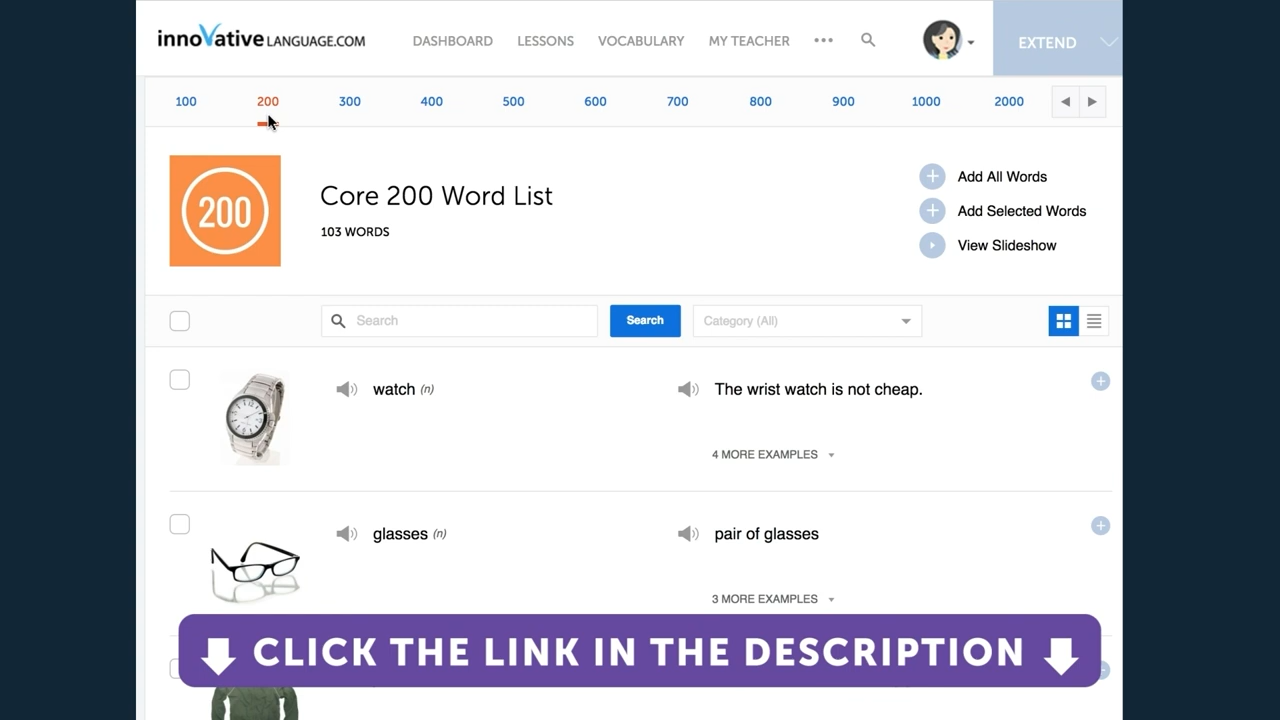 innoVative LANGUAGE.COM
DASHBOARD LESSONS VOCABULARY MY TEACHER EXTEND
100 200 300 400 500 600 700 800 900 1000 2000
200
Core 200 Word List
103 WORDS
Add All Words
Add Selected Words
View Slideshow
Search Search Category (All)
watch (n) The wrist watch is not cheap.
4 MORE EXAMPLES
glasses (n) pair of glasses
3 MORE EXAMPLES
CLICK THE LINK IN THE DESCRIPTION